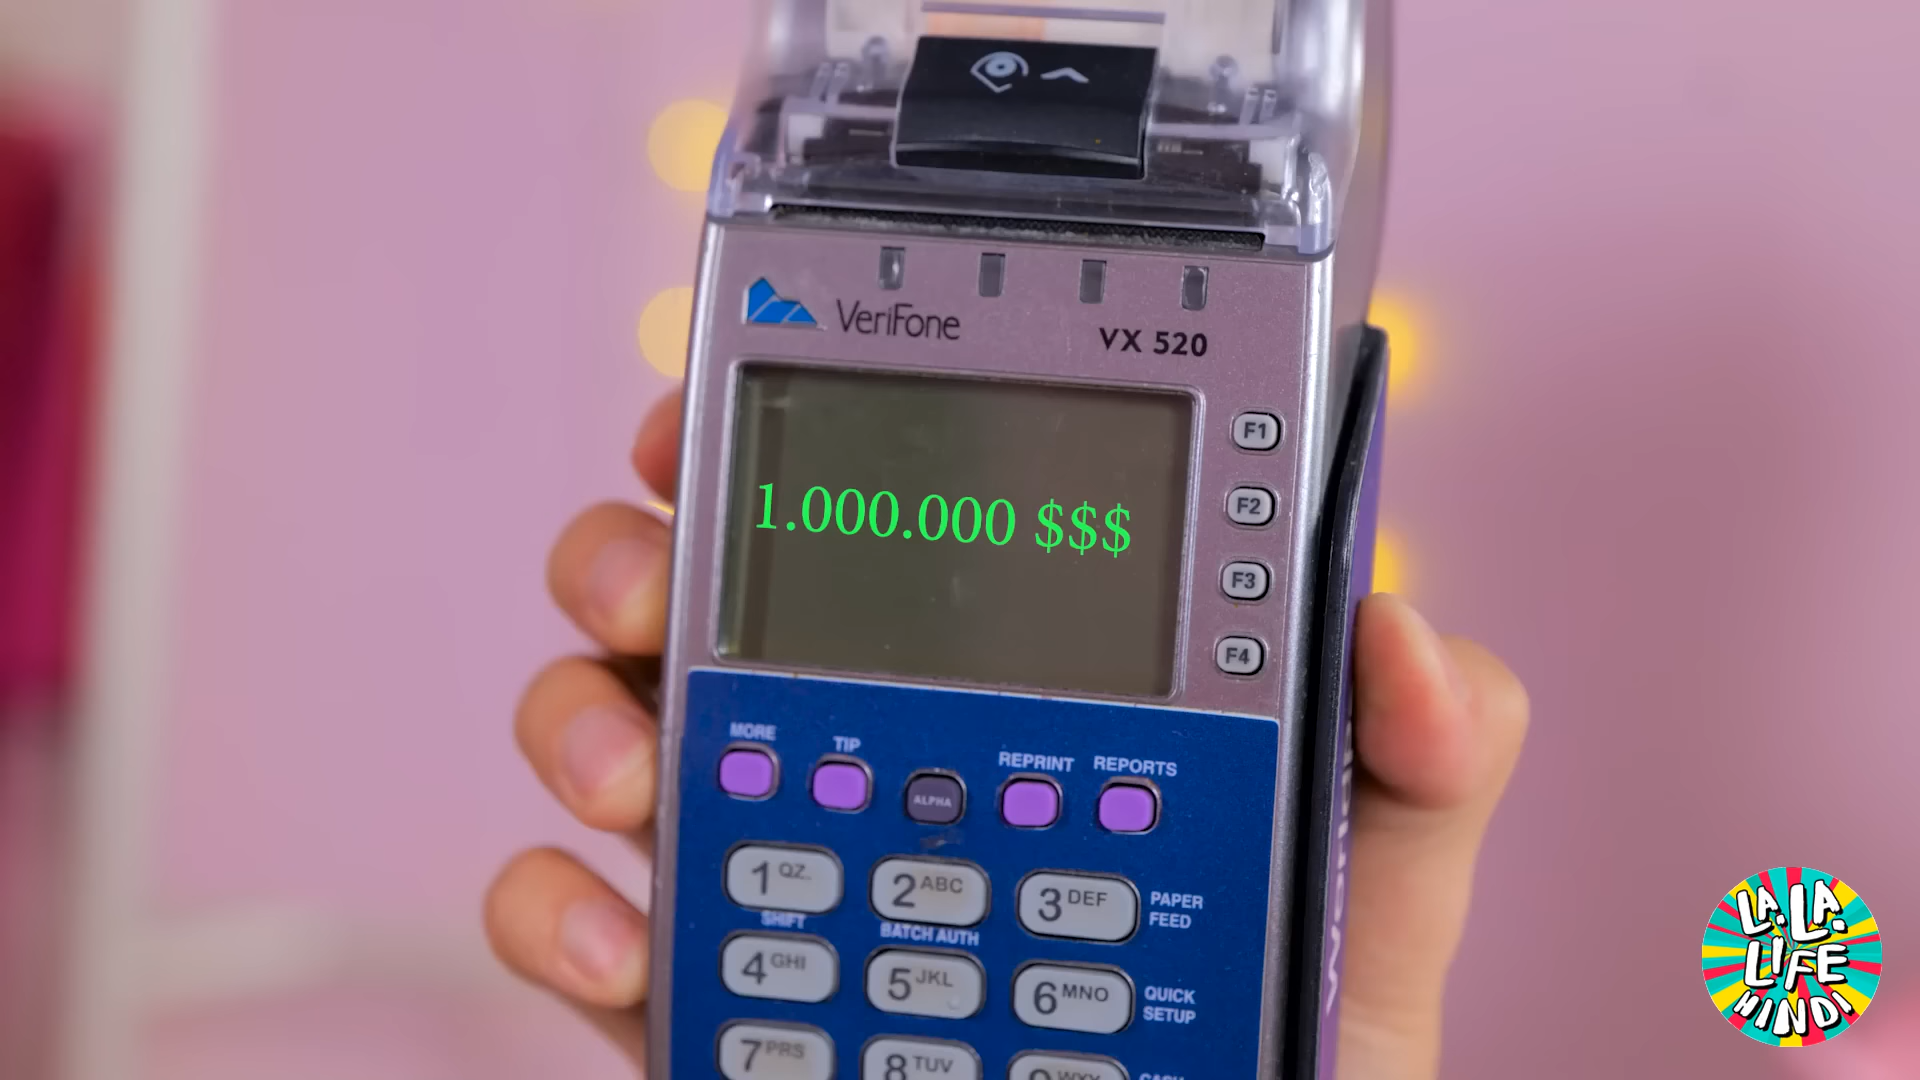 VeriFone
VX 520
1.000.000 $$$
F1
F2
F3
F4
MORE
TIP
ALPHA
REPRINT
REPORTS
1 QZ.
2 ABC
3 DEF
PAPER
FEED
SHIFT
BATCH AUTH
4 GHI
5 JKL
6 MNO
QUICK
SETUP
7 PRS
8 TUV
9 WXY
LA.LA.
LIFE
HINDI